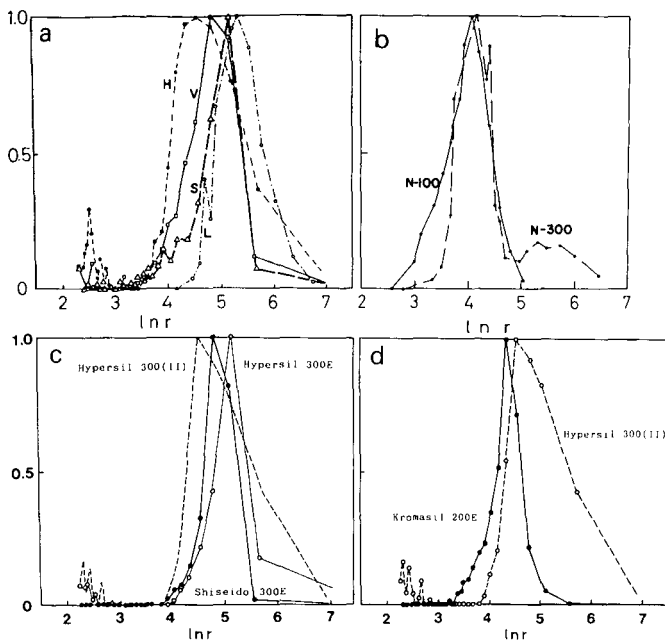 a
b
1.0
0.5
0
H
V
S
L
N-100
N-300
2 3 4 5 6 7
ln r
2 3 4 5 6 7
ln r
c
d
1.0
0.5
0
Hypersil 300(II)
Hypersil 300E
Shiseido 300E
Hypersil 300(II)
Kromasil 200E
2 3 4 5 6 7
lnr
2 3 4 5 6 7
lnr